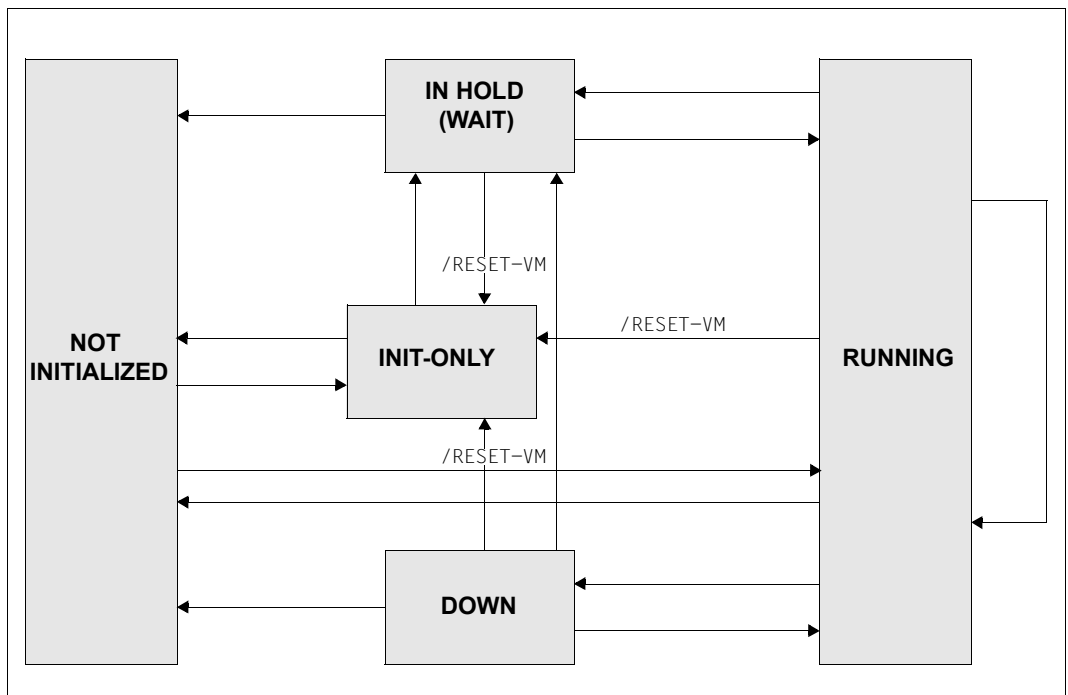 IN HOLD
(WAIT)
/RESET-VM
/RESET-VM
NOT
INITIALIZED
INIT-ONLY
RUNNING
/RESET-VM
DOWN